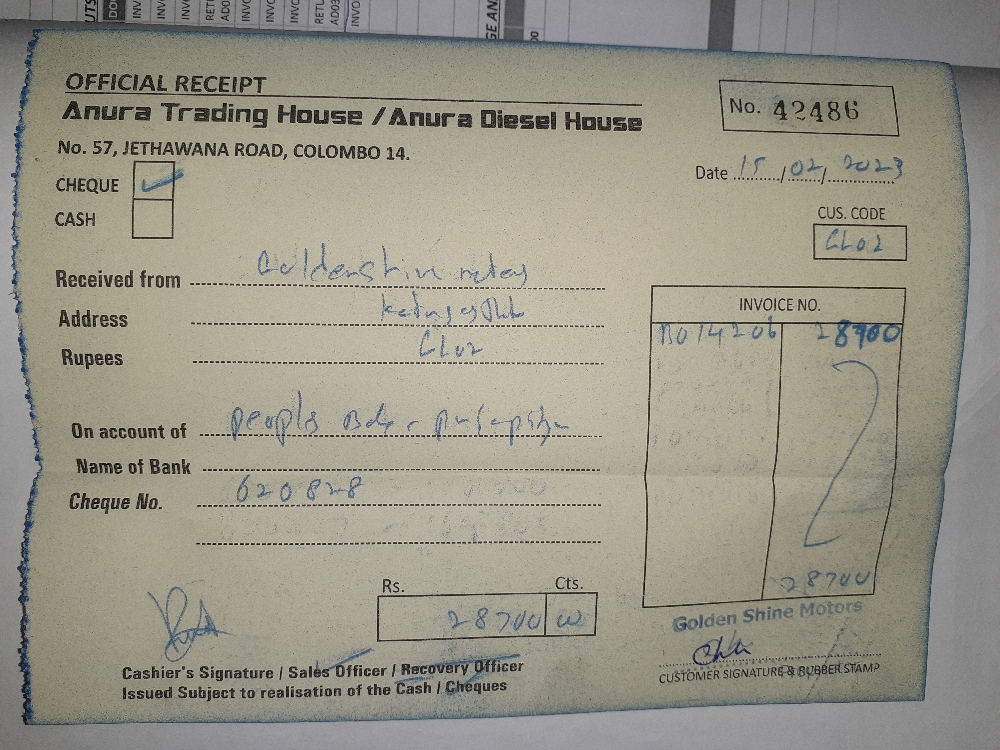 OFFICIAL RECEIPT
Anura Trading House / Anura Diesel House
No. 57, JETHAWANA ROAD, COLOMBO 14.
No. 42486
Date 15/02/2023
CHEQUE
CASH
CUS. CODE
GL02
Received from Goldenshine motors
Address
Rupees GL02
On account of peoples
Name of Bank
Cheque No. 620828
INVOICE NO.
28700
28700
Rs. Cts.
28700 00
Golden Shine Motors
Cashier's Signature / Sales Officer / Recovery Officer
Issued Subject to realisation of the Cash / Cheques
CUSTOMER SIGNATURE & RUBBER STAMP